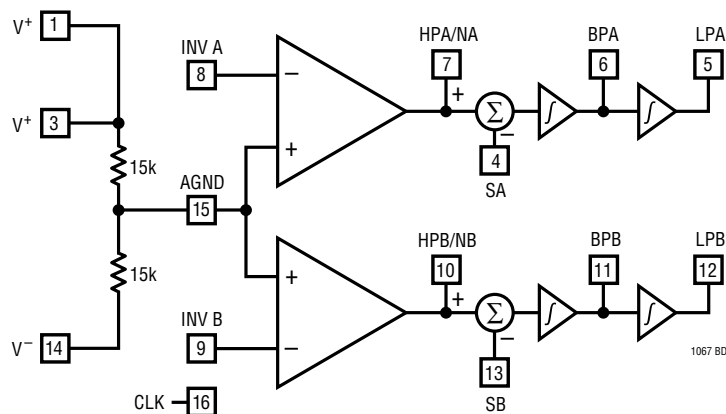 V+
1
INV A
8
−
+
HPA/NA
7
+
Σ
−
4
SA
∫
BPA
6
∫
LPA
5
V+
3
15k
AGND
15
15k
V−
14
+
−
INV B
9
HPB/NB
10
+
Σ
−
13
SB
∫
BPB
11
∫
LPB
12
CLK
16
1067 BD